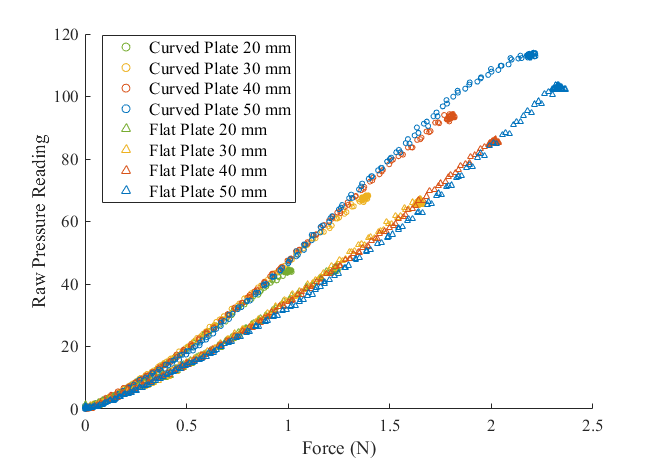 120
100
80
60
40
20
0
Raw Pressure Reading
Curved Plate 20 mm
Curved Plate 30 mm
Curved Plate 40 mm
Curved Plate 50 mm
Flat Plate 20 mm
Flat Plate 30 mm
Flat Plate 40 mm
Flat Plate 50 mm
0 0.5 1 1.5 2 2.5
Force (N)